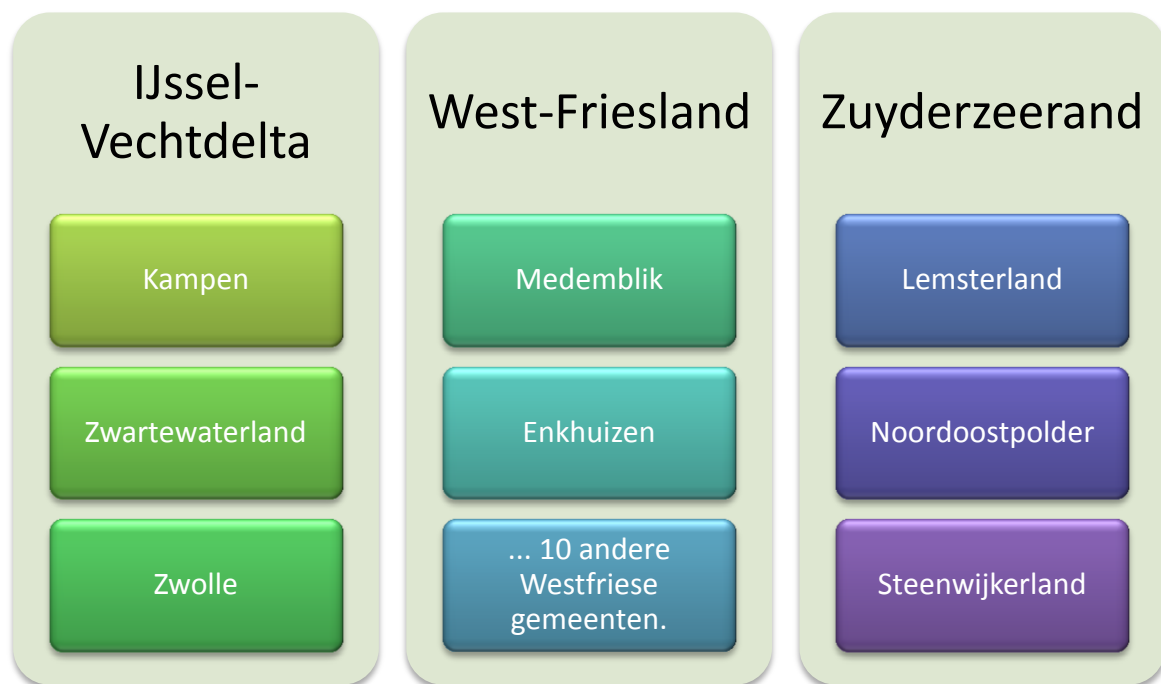 IJssel-
Vechtdelta
Kampen
Zwartewaterland
Zwolle
West-Friesland
Medemblik
Enkhuizen
... 10 andere
Westfriese
gemeenten.
Zuyderzeerand
Lemsterland
Noordoostpolder
Steenwijkerland